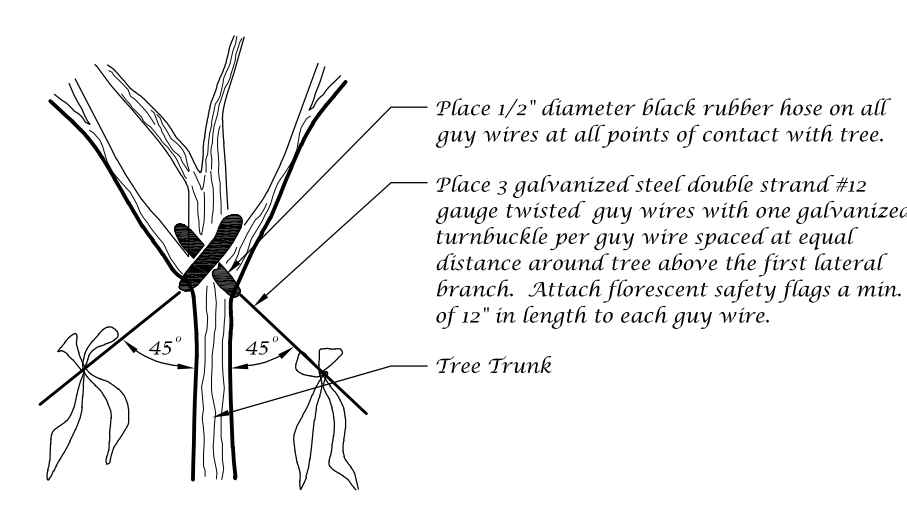 Place 1/2" diameter black rubber hose on all
guy wires at all points of contact with tree.
Place 3 galvanized steel double strand #12
gauge twisted guy wires with one galvanized
turnbuckle per guy wire spaced at equal
distance around tree above the first lateral
branch. Attach florescent safety flags a min.
of 12" in length to each guy wire.
45° 45°
Tree Trunk